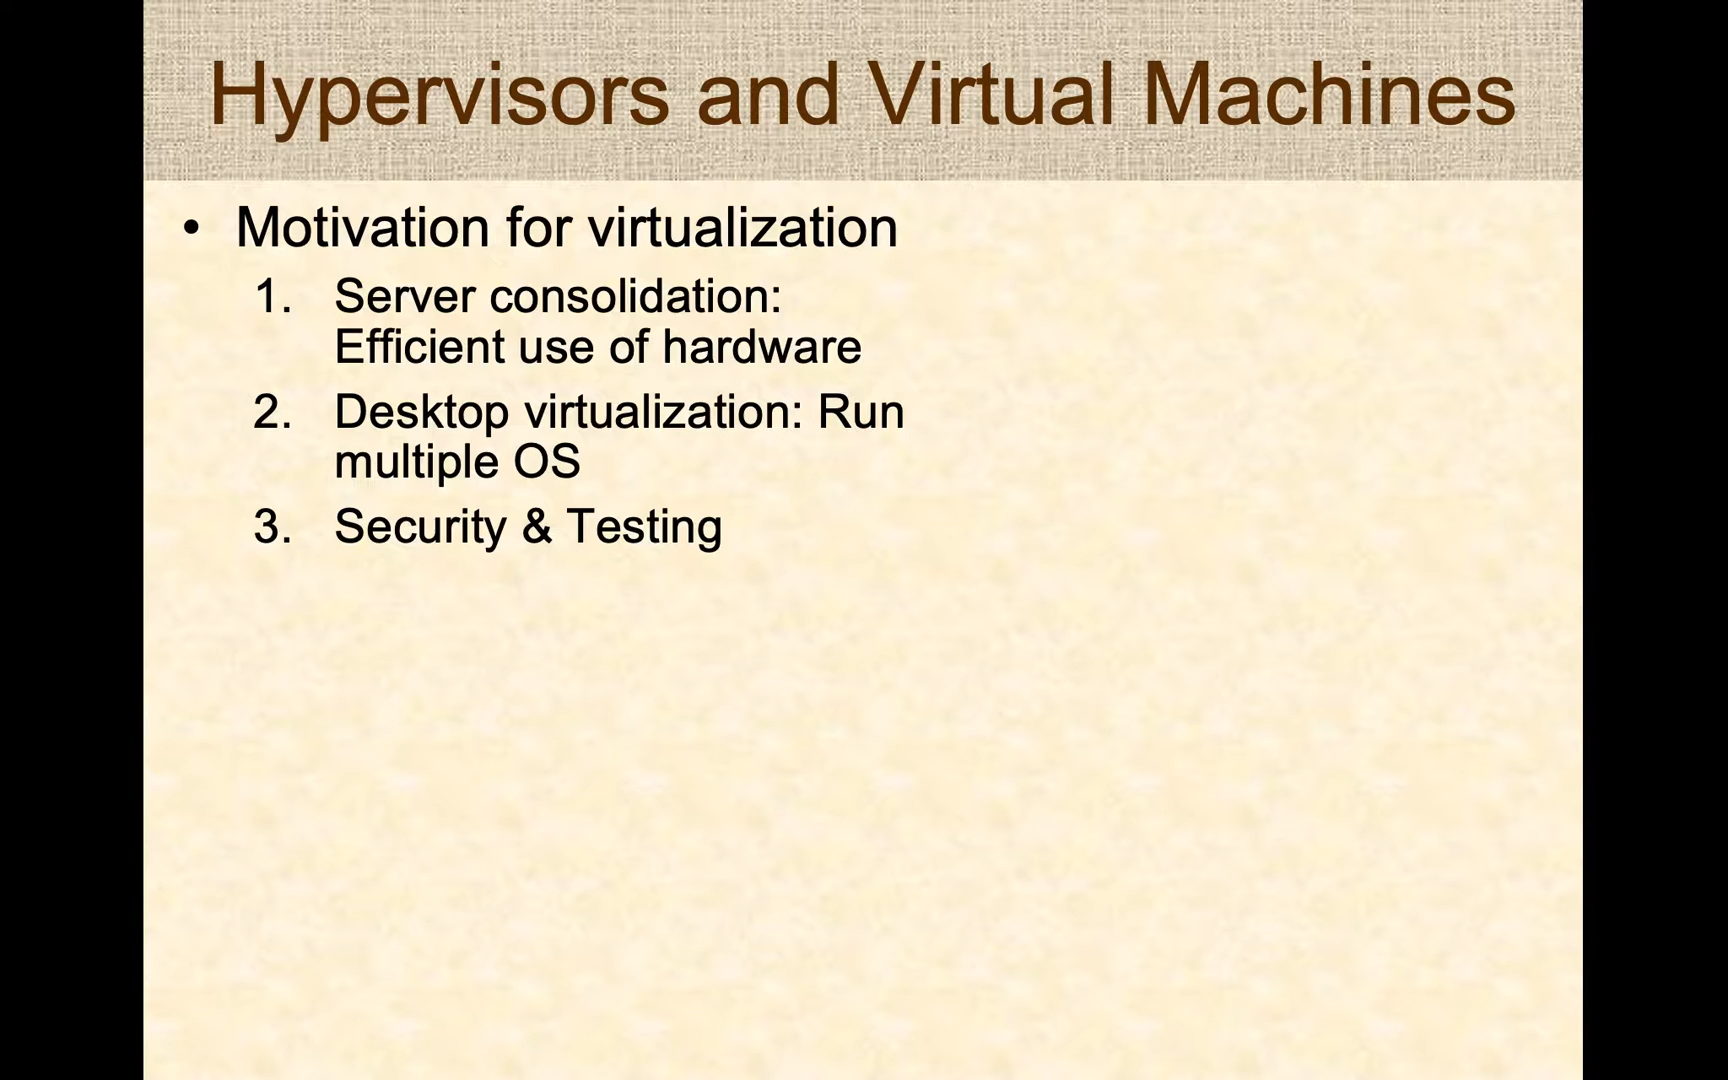 Hypervisors and Virtual Machines
• Motivation for virtualization
1. Server consolidation:
Efficient use of hardware
2. Desktop virtualization: Run
multiple OS
3. Security & Testing